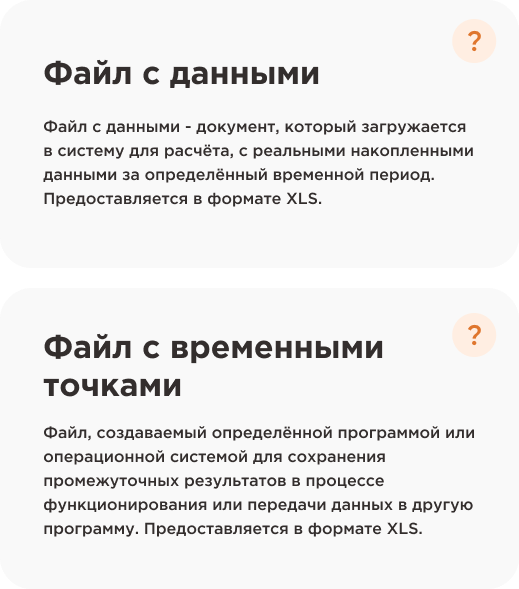 ?
Файл с данными
Файл с данными - документ, который загружается
в систему для расчёта, с реальными накопленными
данными за определённый временной период.
Предоставляется в формате XLS.
?
Файл с временными
точками
Файл, создаваемый определённой программой или
операционной системой для сохранения
промежуточных результатов в процессе
функционирования или передачи данных в другую
программу. Предоставляется в формате XLS.